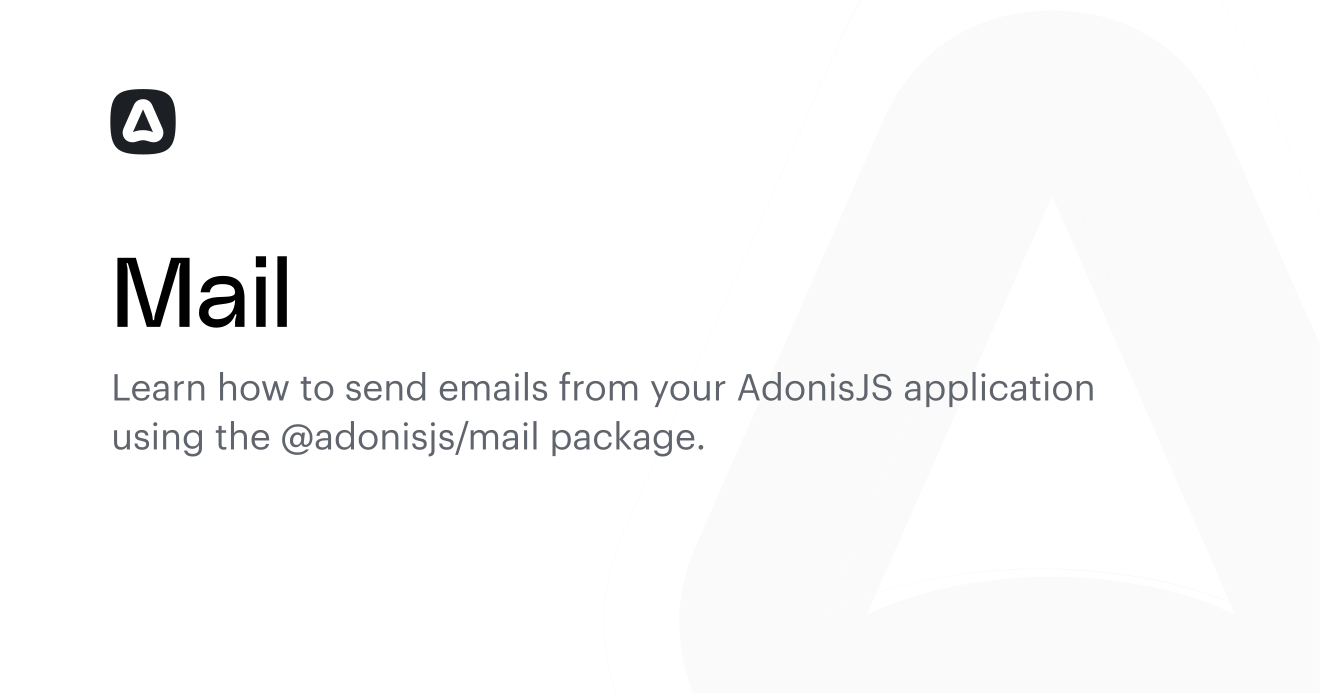 Mail
Learn how to send emails from your AdonisJS application
using the @adonisjs/mail package.